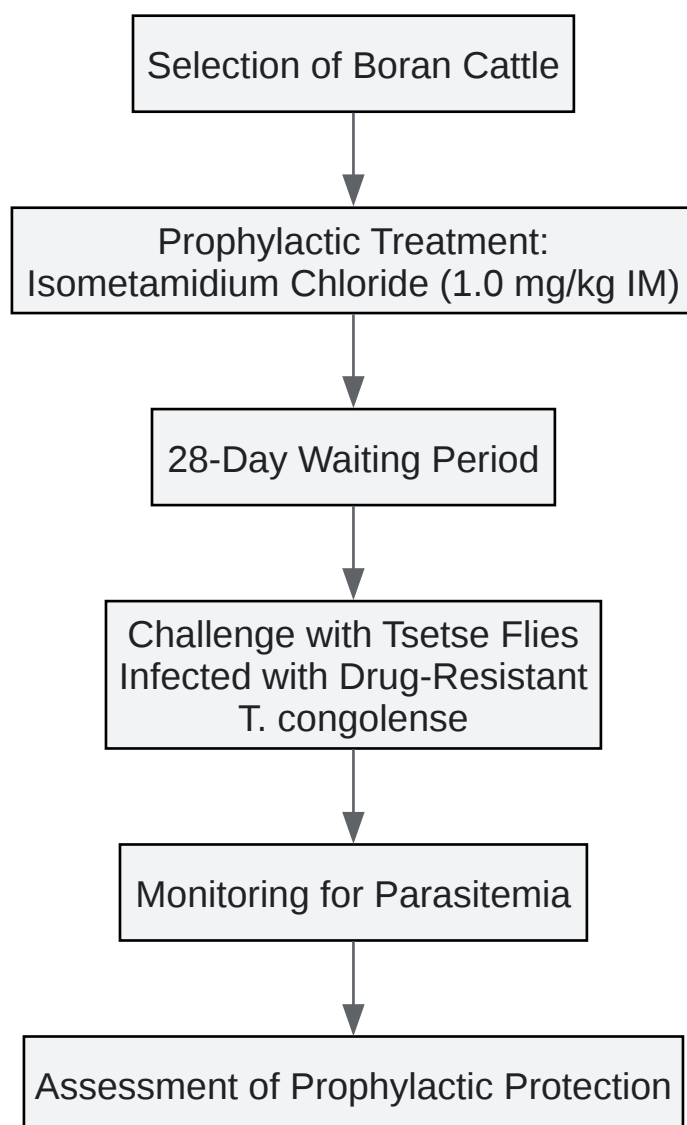 Selection of Boran Cattle
Prophylactic Treatment:
Isometamidium Chloride (1.0 mg/kg IM)
28-Day Waiting Period
Challenge with Tsetse Flies
Infected with Drug-Resistant
T. congolense
Monitoring for Parasitemia
Assessment of Prophylactic Protection